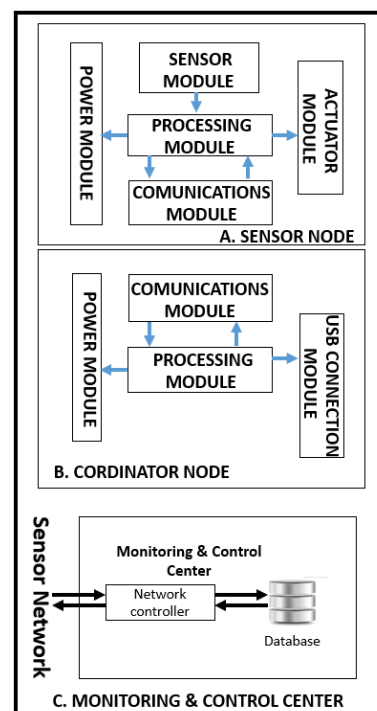 SENSOR
MODULE
POWER MODULE
PROCESSING
MODULE
ACTUATOR
MODULE
COMUNICATIONS
MODULE
A. SENSOR NODE
POWER MODULE
COMUNICATIONS
MODULE
PROCESSING
MODULE
USB CONNECTION
MODULE
B. CORDINATOR NODE
Sensor Network
Monitoring & Control
Center
Network
controller
Database
C. MONITORING & CONTROL CENTER